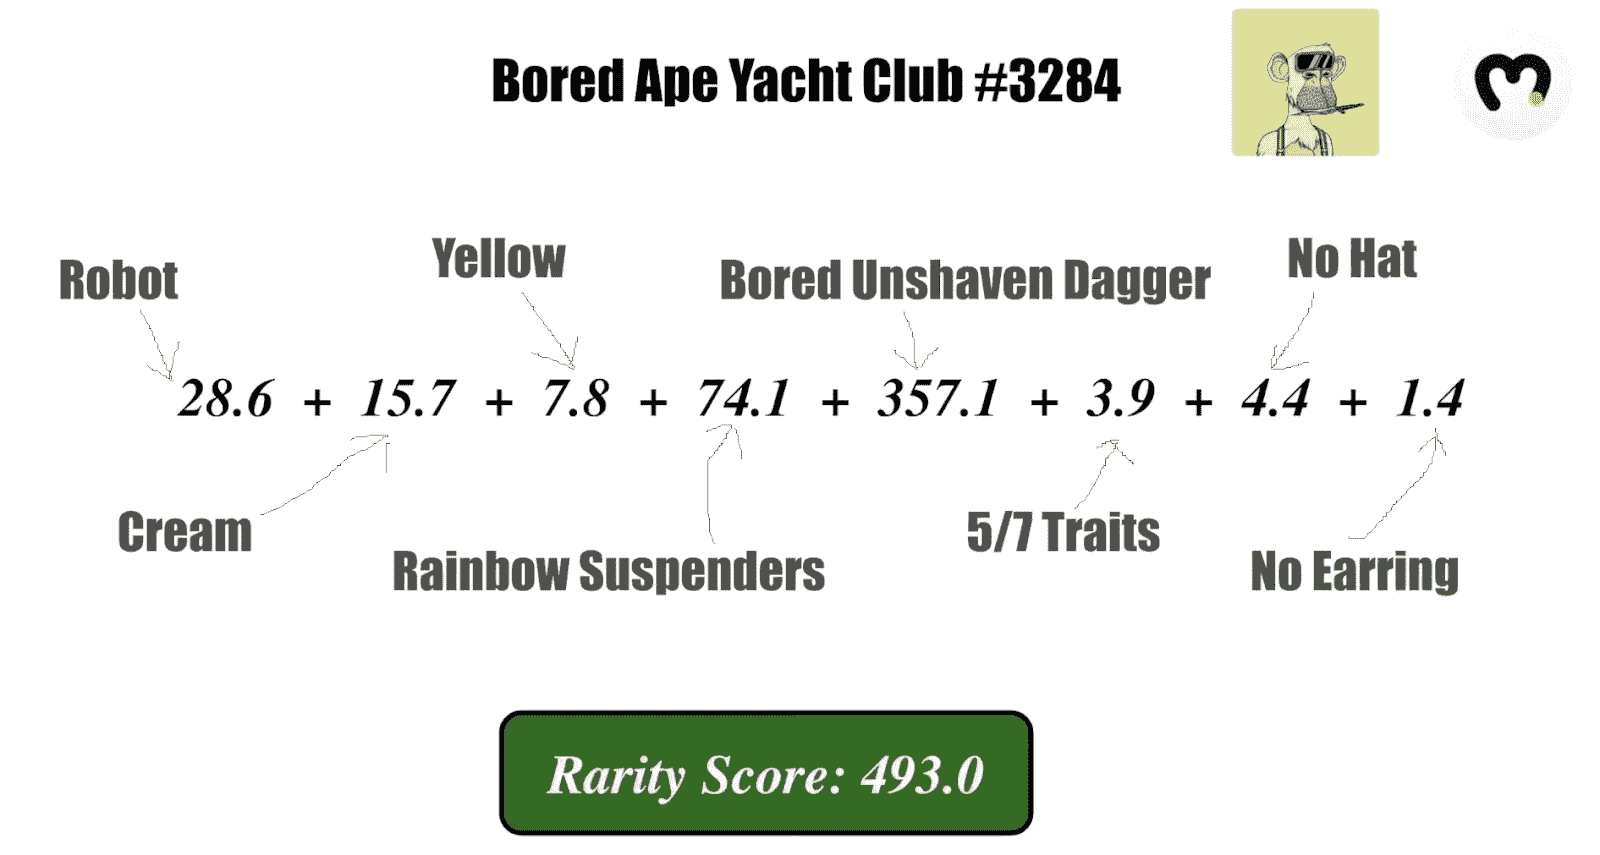 Bored Ape Yacht Club #3284
Robot
Yellow
Bored Unshaven Dagger
No Hat
28.6 + 15.7 + 7.8 + 74.1 + 357.1 + 3.9 + 4.4 + 1.4
Cream
Rainbow Suspenders
5/7 Traits
No Earring
Rarity Score: 493.0